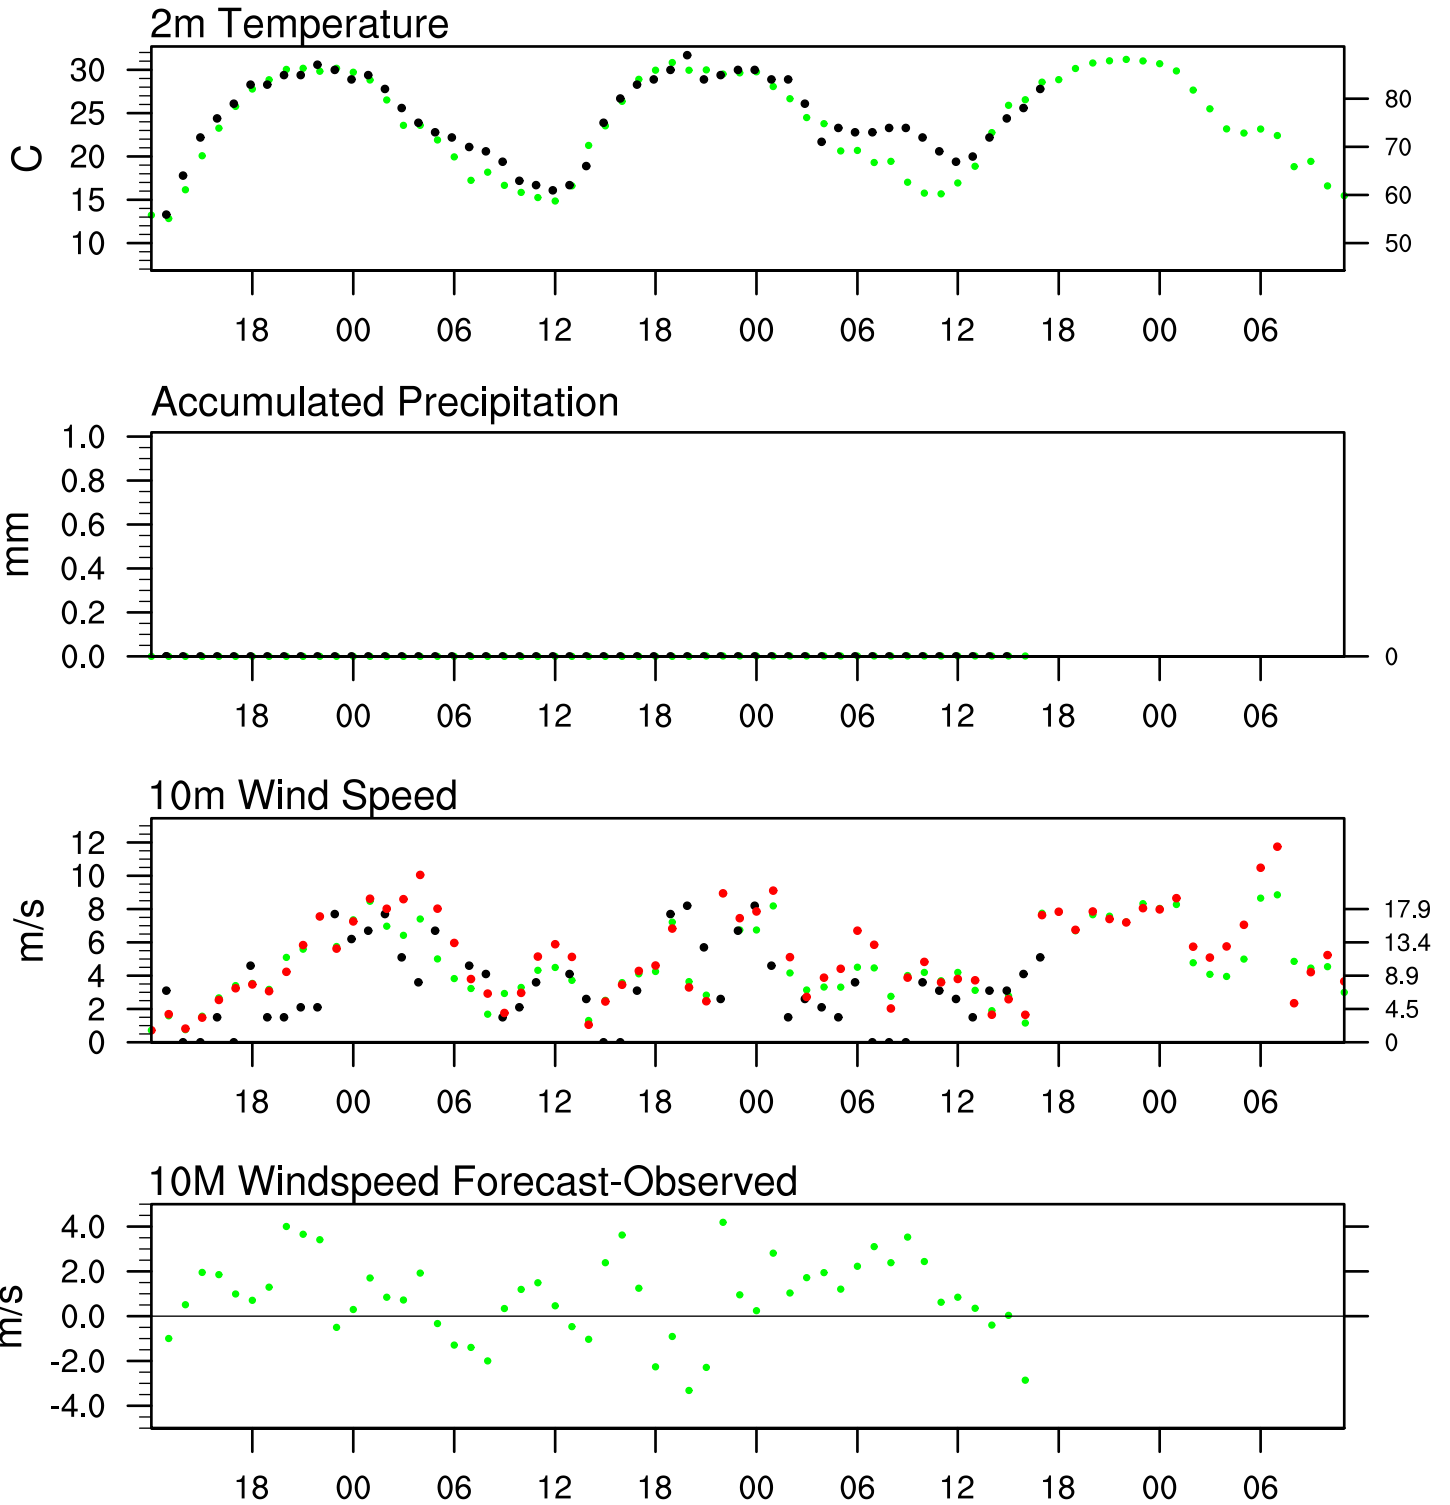 2m Temperature
30
25
20
15
10
C
80
70
60
50
18 00 06 12 18 00 06 12 18 00 06
Accumulated Precipitation
1.0
0.8
0.6
0.4
0.2
0.0
mm
0
18 00 06 12 18 00 06 12 18 00 06
10m Wind Speed
12
10
8
6
4
2
0
m/s
17.9
13.4
8.9
4.5
0
18 00 06 12 18 00 06 12 18 00 06
10M Windspeed Forecast-Observed
4.0
2.0
0.0
-2.0
-4.0
m/s
18 00 06 12 18 00 06 12 18 00 06